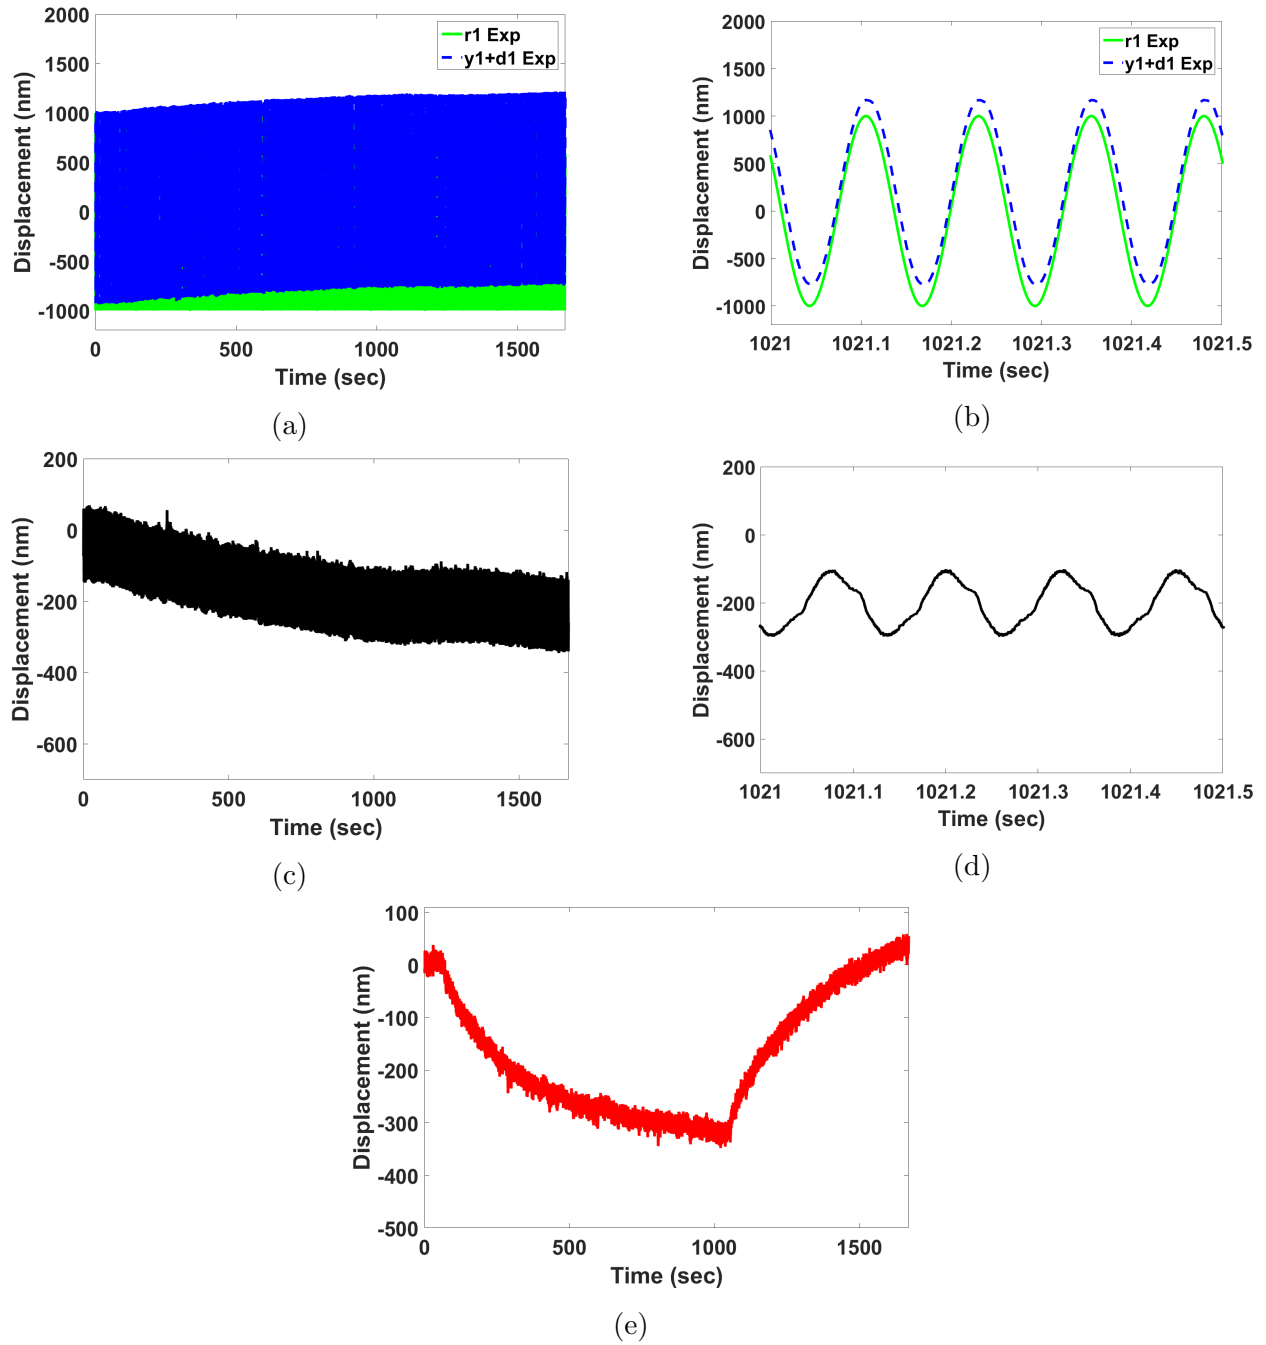 2000
1500
1000
500
0
-500
-1000
Displacement (nm)
r1 Exp
y1+d1 Exp
0 500 1000 1500
Time (sec)
(a)
2000
1500
1000
500
0
-500
-1000
Displacement (nm)
r1 Exp
y1+d1 Exp
1021 1021.1 1021.2 1021.3 1021.4 1021.5
Time (sec)
(b)
200
0
-200
-400
-600
Displacement (nm)
0 500 1000 1500
Time (sec)
(c)
200
0
-200
-400
-600
Displacement (nm)
1021 1021.1 1021.2 1021.3 1021.4 1021.5
Time (sec)
(d)
100
0
-100
-200
-300
-400
-500
Displacement (nm)
0 500 1000 1500
Time (sec)
(e)